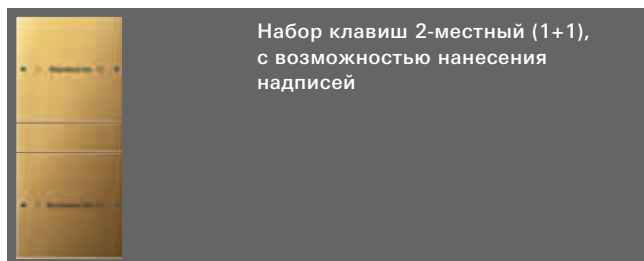 Набор клавиш 2-местный (1+1),
с возможностью нанесения
надписей